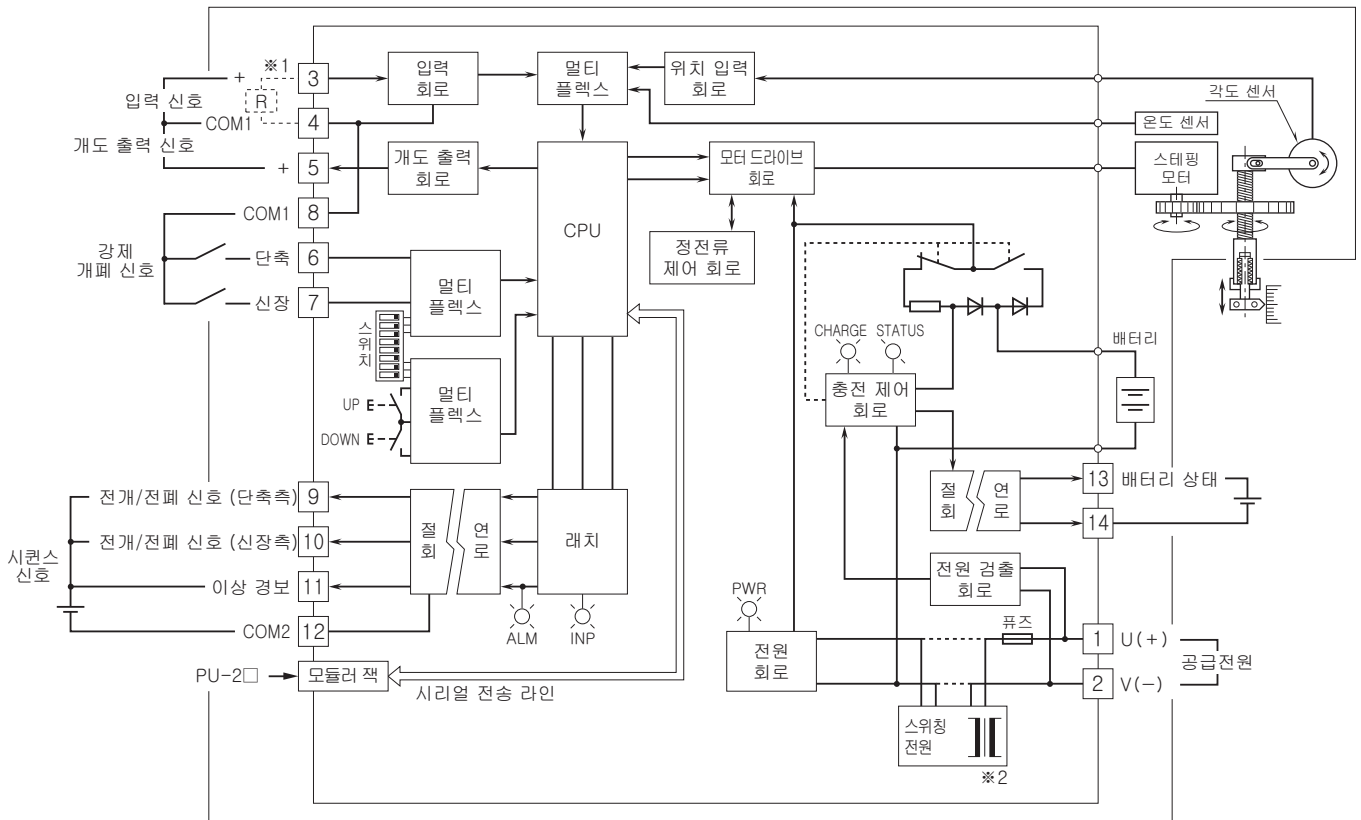 ※1
+
입력 신호
COM1
개도 출력 신호
+
COM1
강제
개폐 신호
단축
신장
3
R
4
5
8
6
7
입력
회로
멀티
플렉스
위치 입력
회로
각도 센서
온도 센서
개도 출력
회로
CPU
모터 드라이브
회로
스테핑
모터
정전류
제어 회로
멀티
플렉스
스
위
치
멀티
플렉스
UP E
DOWN E
CHARGE STATUS
충전 제어
회로
배터리
전개/전폐 신호 (단축측)
전개/전폐 신호 (신장측)
시퀀스
신호
이상 경보
COM2
9
10
11
12
절
회
연
로
래치
ALM
INP
절
회
연
로
13
배터리 상태
14
전원 검출
회로
PWR
전원
회로
퓨즈
1
U(+)
공급전원
2
V(−)
PU-2□
모듈러 잭
시리얼 전송 라인
스위칭
전원
※2